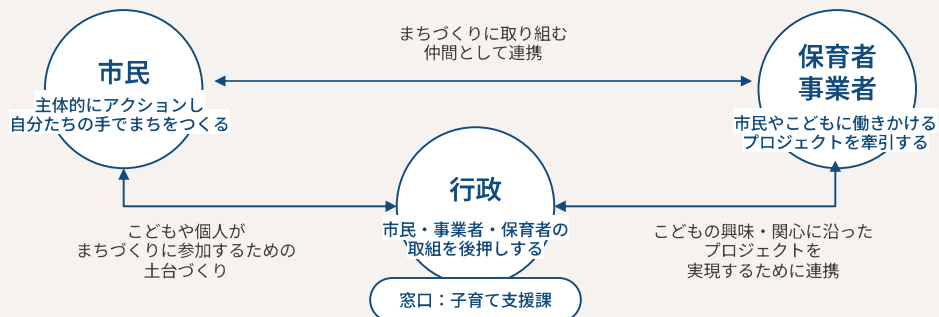 まちづくりに取り組む
仲間として連携
市民
主体的にアクションし
自分たちの手でまちをつくる
保育者
事業者
市民やこどもに働きかける
プロジェクトを牽引する
行政
市民・事業者・保育者の
取組を後押しする
こどもや個人が
まちづくりに参加するための
土台づくり
こどもの興味・関心に沿った
プロジェクトを
実現するために連携
窓口：子育て支援課